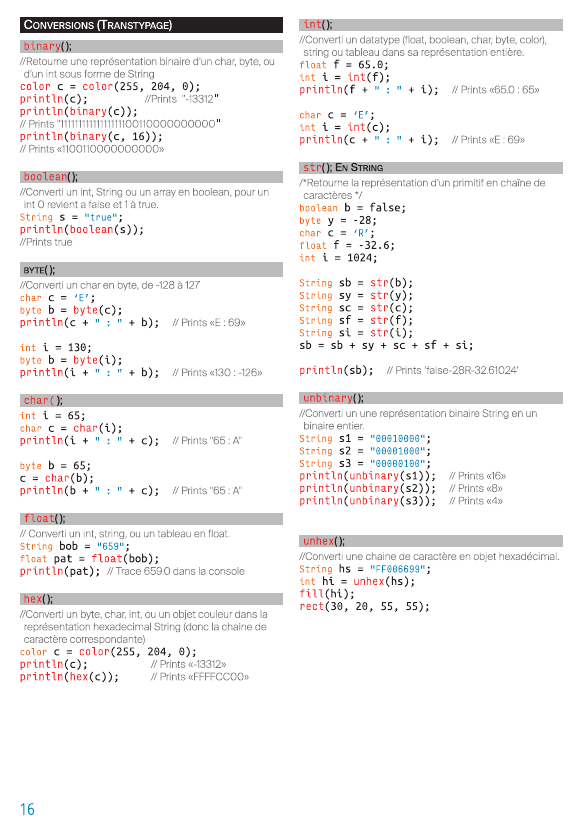 CONVERSIONS (TRANSTYPAGE)
binary();
//Retourne une représentation binaire d'un char, byte, ou
d'un int sous forme de String
color c = color(255, 204, 0);
println(c); //Prints "-13312"
println(binary(c));
// Prints "11111111111111111100110000000000"
println(binary(c, 16));
// Prints «1100110000000000»
boolean();
//Converti un int, String ou un array en boolean, pour un
int 0 revient a false et 1 à true.
String s = "true";
println(boolean(s));
//Prints true
BYTE();
//Converti un char en byte, de -128 à 127
char c = ‘E’;
byte b = byte(c);
println(c + " : " + b); // Prints «E : 69»
int i = 130;
byte b = byte(i);
println(i + " : " + b); // Prints «130 : -126»
char();
int i = 65;
char c = char(i);
println(i + " : " + c); // Prints "65 : A"
byte b = 65;
c = char(b);
println(b + " : " + c); // Prints "65 : A"
float();
// Converti un int, string, ou un tableau en float.
String bob = "659";
float pat = float(bob);
println(pat); // Trace 659.0 dans la console
hex();
//Converti un byte, char, int, ou un objet couleur dans la
représentation hexadecimal String (donc la chaine de
caractère correspondante)
color c = color(255, 204, 0);
println(c); // Prints «-13312»
println(hex(c)); // Prints «FFFFCC00»
int();
//Converti un datatype (float, boolean, char, byte, color),
string ou tableau dans sa représentation entière.
float f = 65.0;
int i = int(f);
println(f + " : " + i); // Prints «65.0 : 65»
char c = ‘E’;
int i = int(c);
println(c + " : " + i); // Prints «E : 69»
str(); EN STRING
/*Retourne la représentation d'un primitif en chaîne de
caractères */
boolean b = false;
byte y = -28;
char c = ‘R’;
float f = -32.6;
int i = 1024;
String sb = str(b);
String sy = str(y);
String sc = str(c);
String sf = str(f);
String si = str(i);
sb = sb + sy + sc + sf + si;
println(sb); // Prints 'false-28R-32.61024'
unbinary();
//Converti un une représentation binaire String en un
binaire entier.
String s1 = "00010000";
String s2 = "00001000";
String s3 = "00000100";
println(unbinary(s1)); // Prints «16»
println(unbinary(s2)); // Prints «8»
println(unbinary(s3)); // Prints «4»
unhex();
//Converti une chaine de caractère en objet hexadécimal.
String hs = "FF006699";
int hi = unhex(hs);
fill(hi);
rect(30, 20, 55, 55);
16